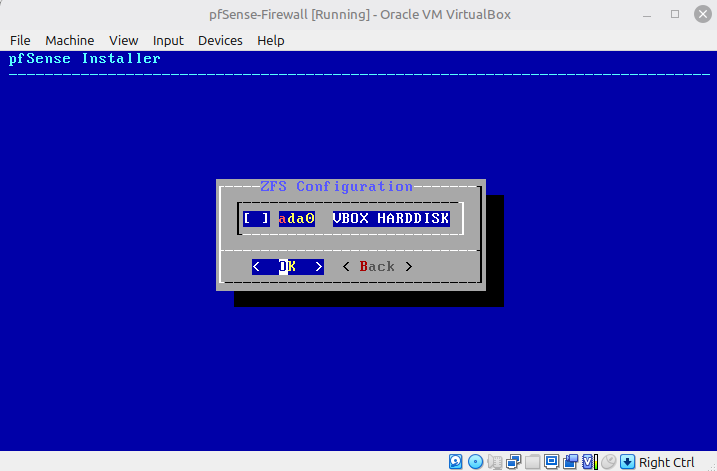 pfSense-Firewall [Running] - Oracle VM VirtualBox
File Machine View Input Devices Help
pfSense Installer
ZFS Configuration
[ ] ada0 VBOX HARDDISK
< OK > < Back >
Right Ctrl